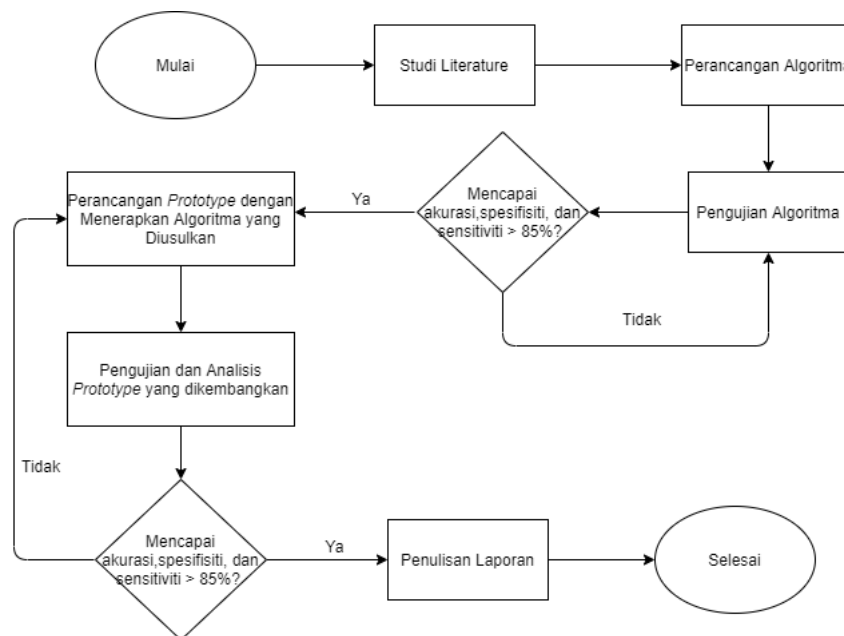 Mulai
Studi Literature
Perancangan Algoritma
Pengujian Algoritma
Mencapai
akurasi,spesifisiti, dan
sensitiviti > 85%?
Ya
Tidak
Perancangan Prototype dengan
Menerapkan Algoritma yang
Diusulkan
Pengujian dan Analisis
Prototype yang dikembangkan
Tidak
Mencapai
akurasi,spesifisiti, dan
sensitiviti > 85%?
Ya
Penulisan Laporan
Selesai